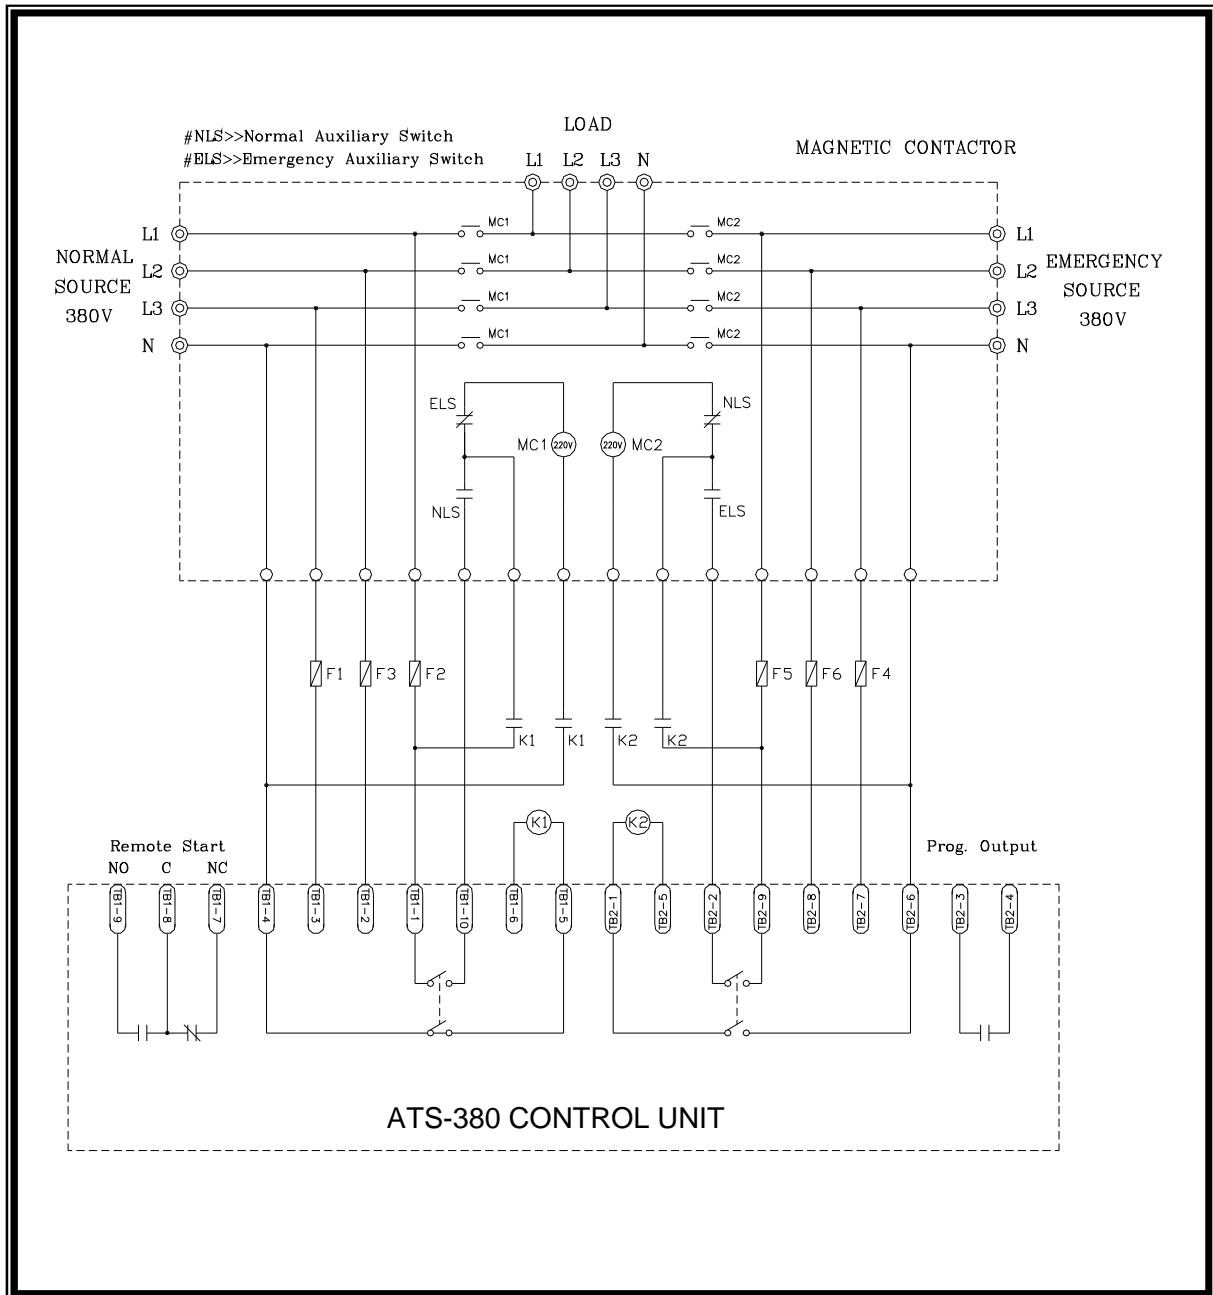 #NLS>>Normal Auxiliary Switch
#ELS>>Emergency Auxiliary Switch
LOAD
L1 L2 L3 N
MAGNETIC CONTACTOR
NORMAL
SOURCE
380V
L1
L2
L3
N
MC1
MC1
MC1
MC1
MC2
MC2
MC2
MC2
L1
L2
L3
N
EMERGENCY
SOURCE
380V
ELS
NLS
MC1 220V
220V MC2
NLS
ELS
F1 F3 F2
F5 F6 F4
K1 K1 K2 K2
K1 K2
Remote Start
NO C NC
Prog. Output
TB1-9 TB1-8 TB1-7 TB1-4 TB1-3 TB1-2 TB1-1 TB1-10 TB1-6 TB1-5 TB2-1 TB2-5 TB2-2 TB2-9 TB2-8 TB2-7 TB2-6 TB2-3 TB2-4
ATS-380 CONTROL UNIT